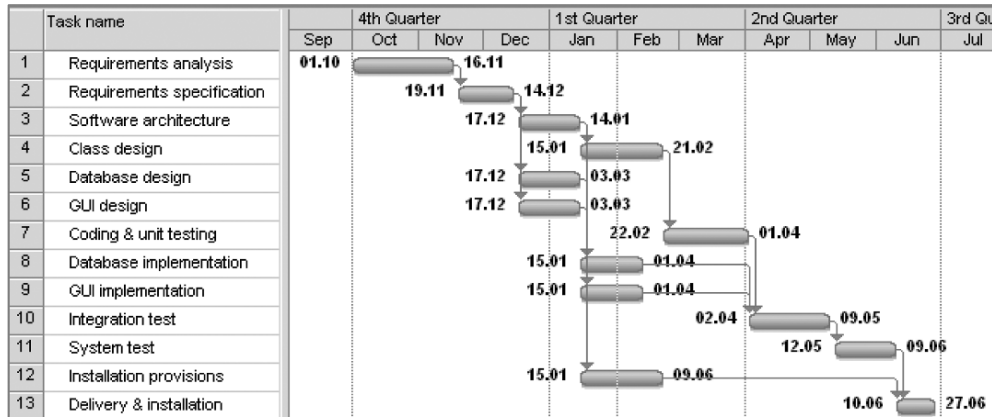 Task name
4th Quarter 1st Quarter 2nd Quarter 3rd Qu
Sep Oct Nov Dec Jan Feb Mar Apr May Jun Jul
1 Requirements analysis 01.10 16.11
2 Requirements specification 19.11 14.12
3 Software architecture 17.12 14.01
4 Class design 15.01 21.02
5 Database design 17.12 03.03
6 GUI design 17.12 03.03
7 Coding & unit testing 22.02 01.04
8 Database implementation 15.01 01.04
9 GUI implementation 15.01 01.04
10 Integration test 02.04 09.05
11 System test 12.05 09.06
12 Installation provisions 15.01 09.06
13 Delivery & installation 10.06 27.06